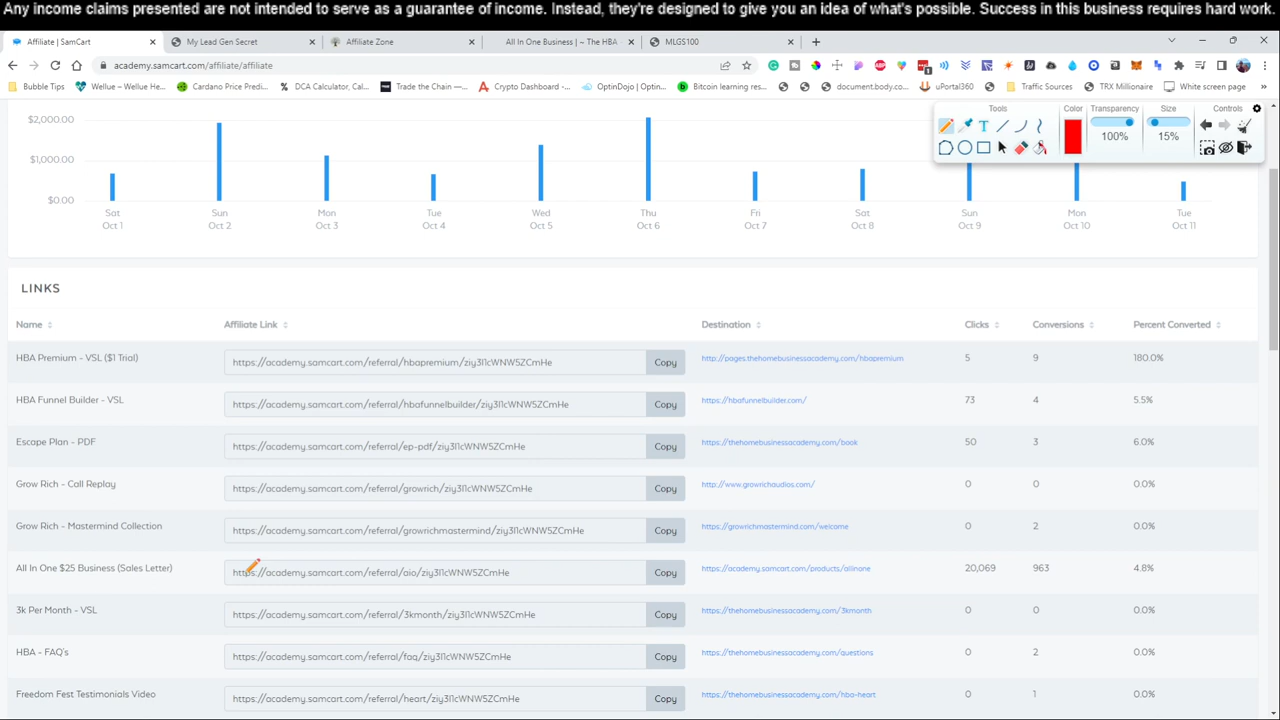 Any income claims presented are not intended to serve as a guarantee of income. Instead, they're designed to give you an idea of what's possible. Success in this business requires hard work.
Affiliate | SamCart
My Lead Gen Secret
Affiliate Zone
All In One Business | ~ The HBA
MLGS100
academy.samcart.com/affiliate/affiliate
Bubble Tips
Wellue – Wellue He...
Cardano Price Predi...
DCA Calculator, Cal...
Trade the Chain –...
Crypto Dashboard -...
OptinDojo | Optin...
Bitcoin learning res...
document.body.co...
uPortal360
Traffic Sources
TRX Millionaire
White screen page
Tools
Color
Transparency
Size
Controls
100%
15%
$2,000.00
$1,000.00
$0.00
Sat
Oct 1
Sun
Oct 2
Mon
Oct 3
Tue
Oct 4
Wed
Oct 5
Thu
Oct 6
Fri
Oct 7
Sat
Oct 8
Sun
Oct 9
Mon
Oct 10
Tue
Oct 11
LINKS
Name Affiliate Link Destination Clicks Conversions Percent Converted
HBA Premium - VSL ($1 Trial) https://academy.samcart.com/referral/hbapremium/ziy3l1cWNW5ZCmHe Copy http://pages.thehomebusinessacademy.com/hbapremium 5 9 180.0%
HBA Funnel Builder - VSL https://academy.samcart.com/referral/hbafunnelbuilder/ziy3l1cWNW5ZCmHe Copy https://hbafunnelbuilder.com/ 73 4 5.5%
Escape Plan - PDF https://academy.samcart.com/referral/ep-pdf/ziy3l1cWNW5ZCmHe Copy https://thehomebusinessacademy.com/book 50 3 6.0%
Grow Rich - Call Replay https://academy.samcart.com/referral/growrich/ziy3l1cWNW5ZCmHe Copy http://www.growrichaudios.com/ 0 0 0.0%
Grow Rich - Mastermind Collection https://academy.samcart.com/referral/growrichmastermind/ziy3l1cWNW5ZCmHe Copy https://growrichmastermind.com/welcome 0 2 0.0%
All In One $25 Business (Sales Letter) https://academy.samcart.com/referral/aio/ziy3l1cWNW5ZCmHe Copy https://academy.samcart.com/products/allinone 20,069 963 4.8%
3k Per Month - VSL https://academy.samcart.com/referral/3kmonth/ziy3l1cWNW5ZCmHe Copy https://thehomebusinessacademy.com/3kmonth 0 0 0.0%
HBA - FAQ's https://academy.samcart.com/referral/faq/ziy3l1cWNW5ZCmHe Copy https://thehomebusinessacademy.com/questions 0 2 0.0%
Freedom Fest Testimonials Video https://academy.samcart.com/referral/heart/ziy3l1cWNW5ZCmHe Copy https://thehomebusinessacademy.com/hba-heart 0 1 0.0%